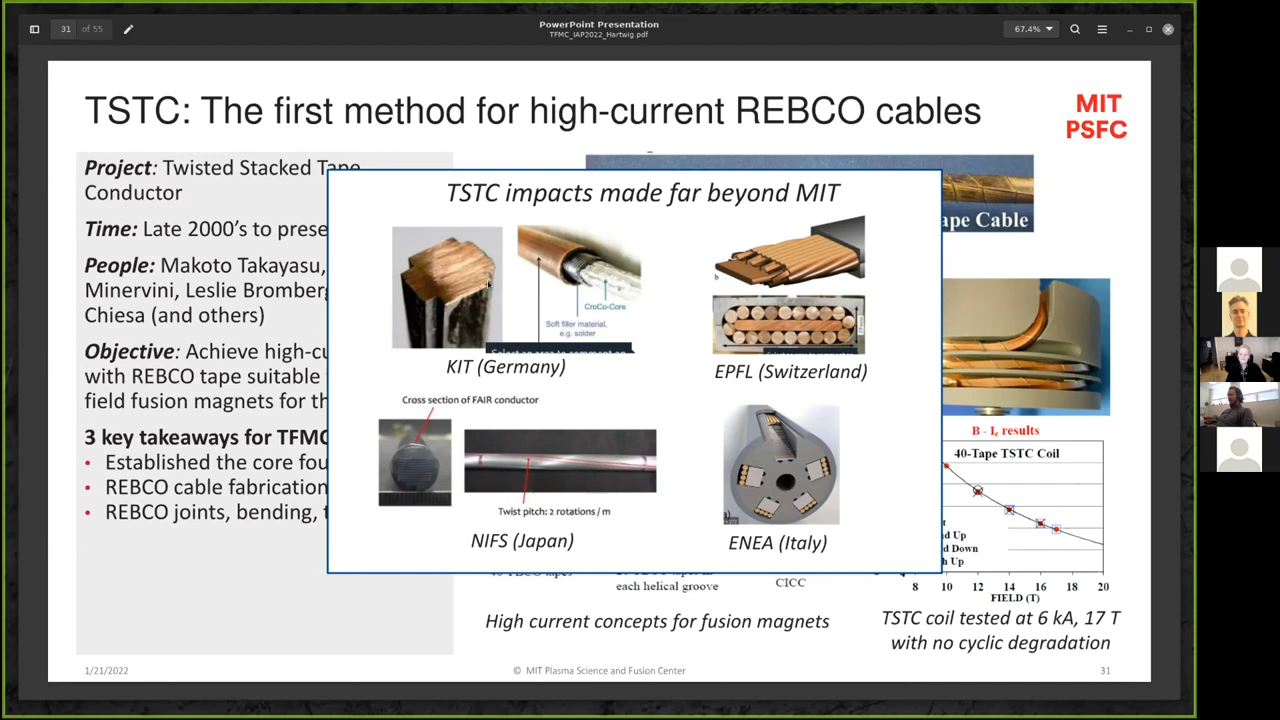 31 of 55
PowerPoint Presentation
TFMC_IAP2022_Hartwig.pdf
67.4%
TSTC: The first method for high-current REBCO cables
MIT
PSFC
Project: Twisted Stacked Tape
Conductor
Time: Late 2000's to prese
People: Makoto Takayasu,
Minervini, Leslie Bromberg
Chiesa (and others)
Objective: Achieve high-cu
with REBCO tape suitable
field fusion magnets for th
3 key takeaways for TFMC
• Established the core fou
• REBCO cable fabrication
• REBCO joints, bending, t
TSTC impacts made far beyond MIT
CroCo-Core
Soft filler material,
e.g. solder
KIT (Germany)
b
EPFL (Switzerland)
Cross section of FAIR conductor
Twist pitch: 2 rotations / m
NIFS (Japan)
ENEA (Italy)
ape Cable
B - Ic results
40-Tape TSTC Coil
d Up
d Down
h Up
8 10 12 14 16 18 20
FIELD (T)
each helical groove
CICC
High current concepts for fusion magnets
TSTC coil tested at 6 kA, 17 T
with no cyclic degradation
1/21/2022
© MIT Plasma Science and Fusion Center
31